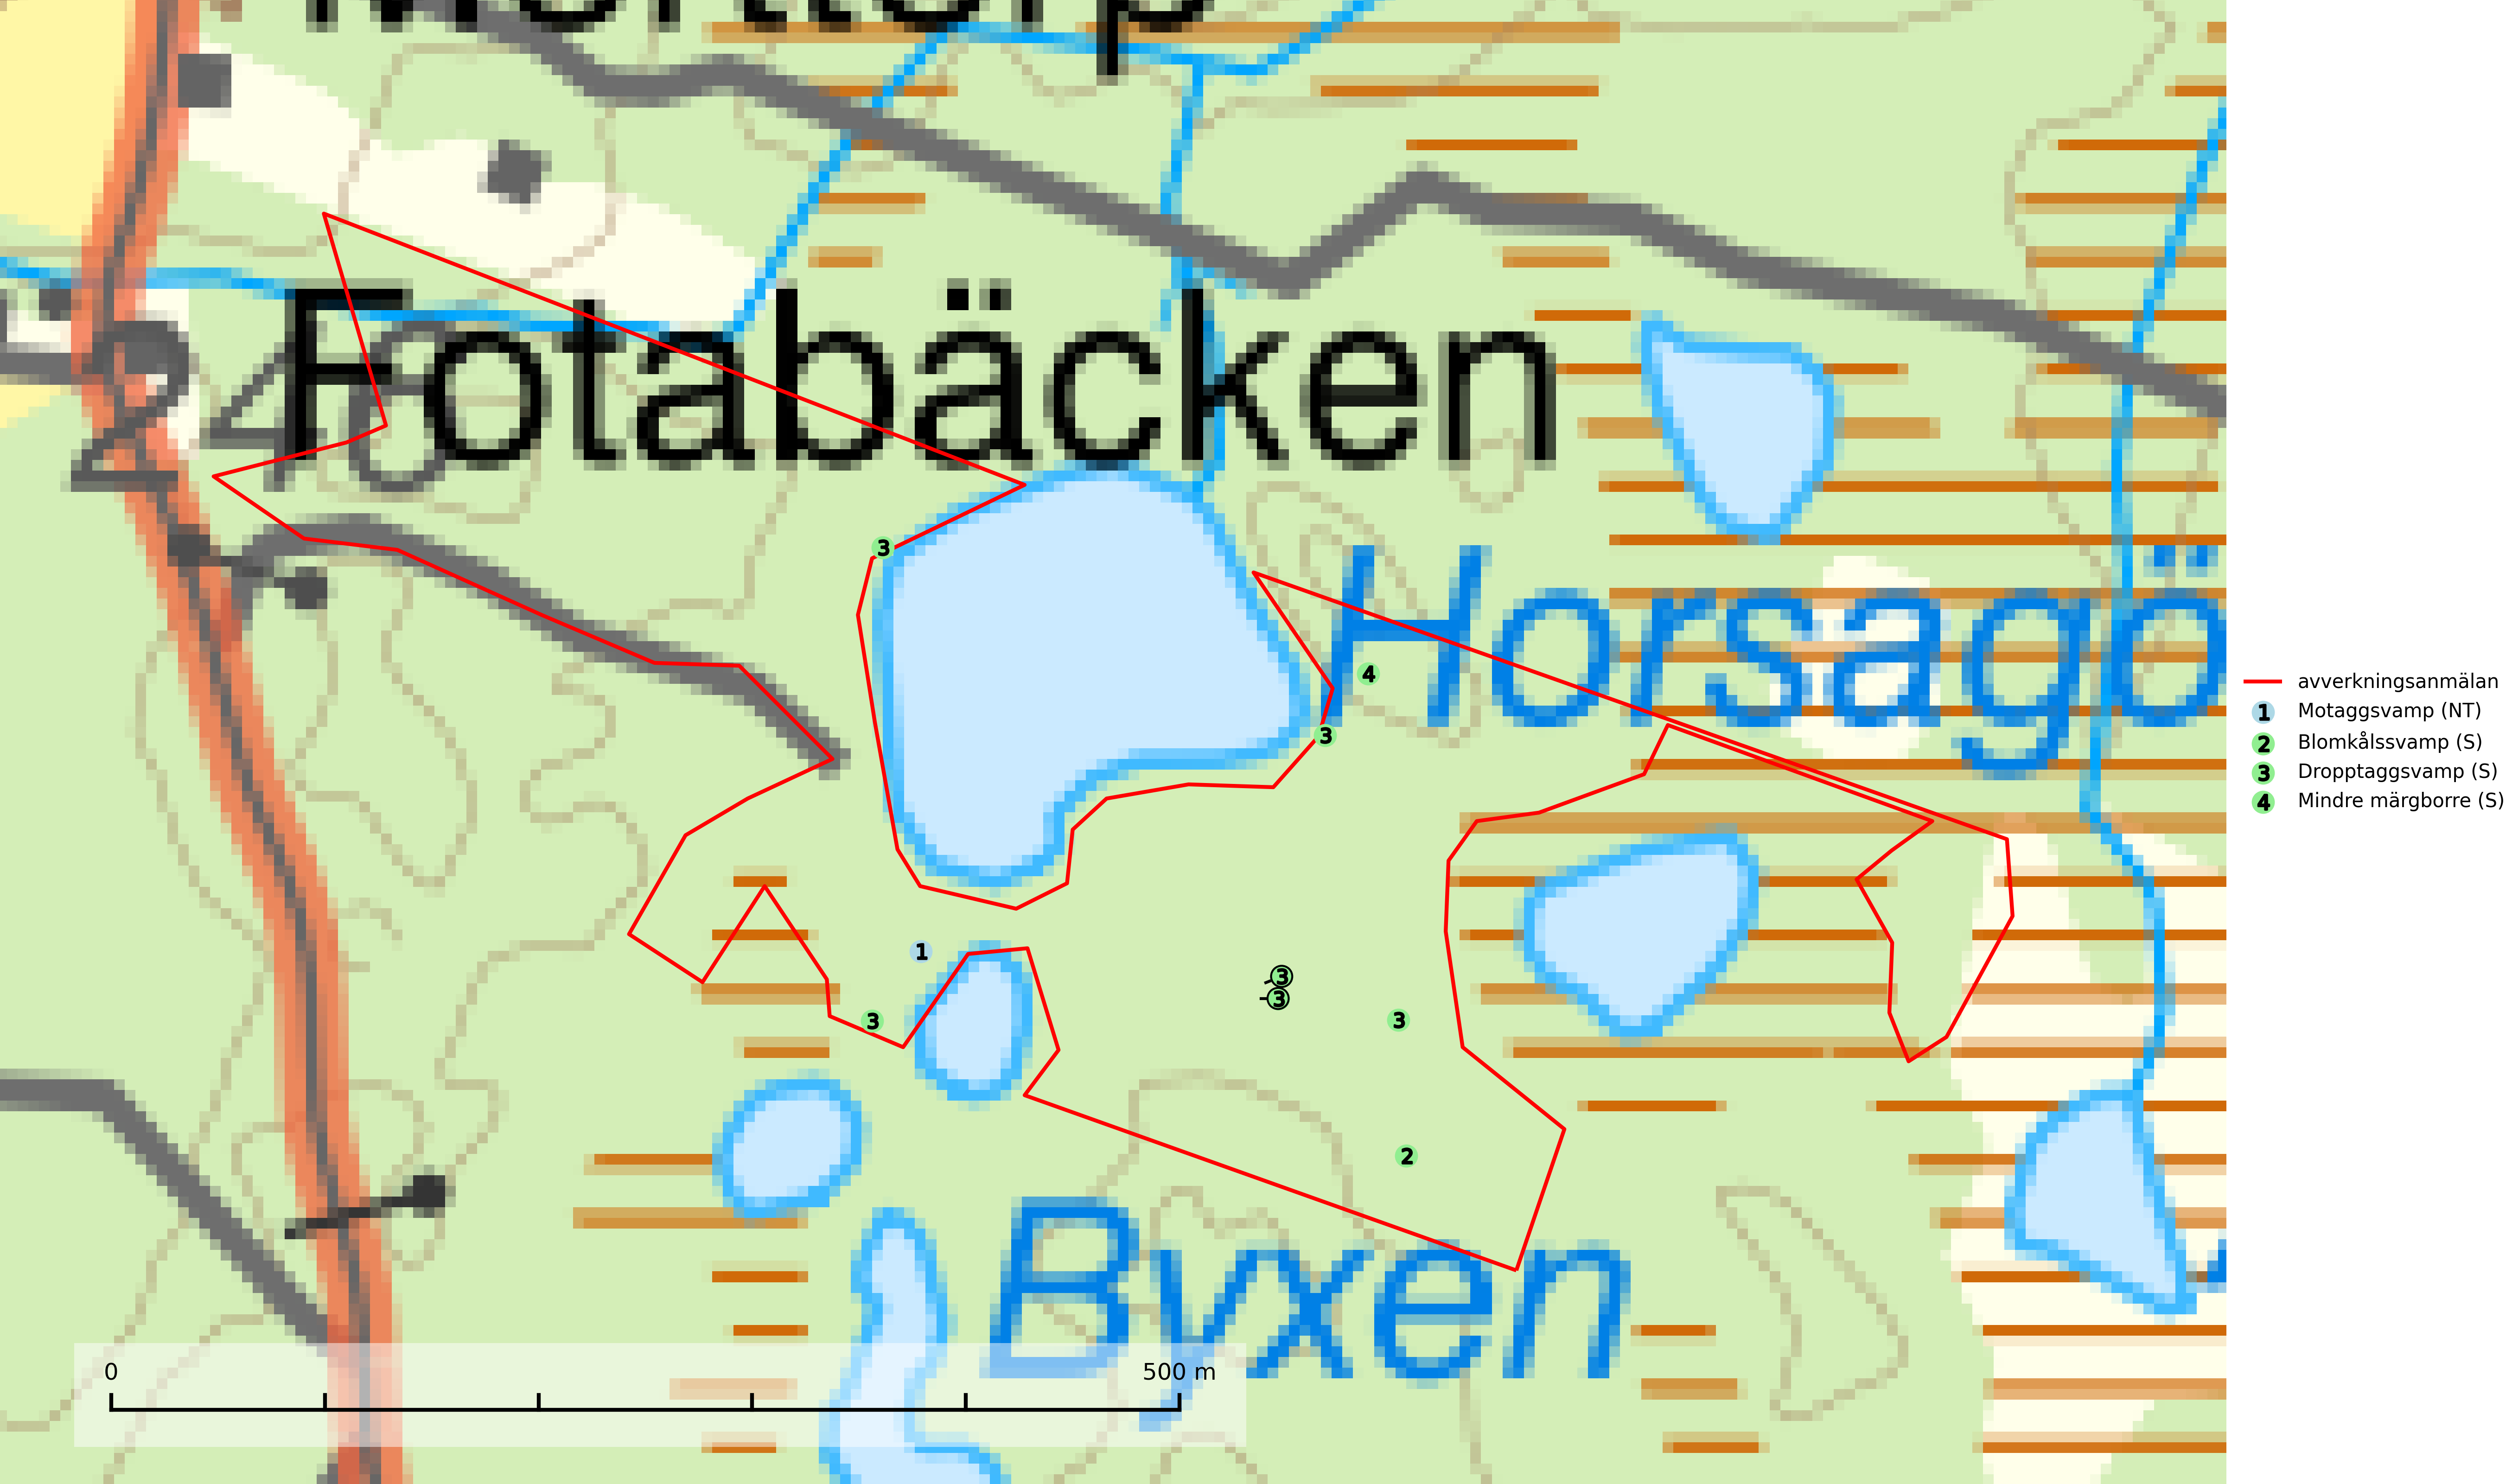 248
Fotabäcken
Horsagö
3
4
3
1
3
3
3
3
2
Byxen
0 500 m
avverkningsanmälan
1 Motaggsvamp (NT)
2 Blomkålssvamp (S)
3 Dropptaggsvamp (S)
4 Mindre märgborre (S)